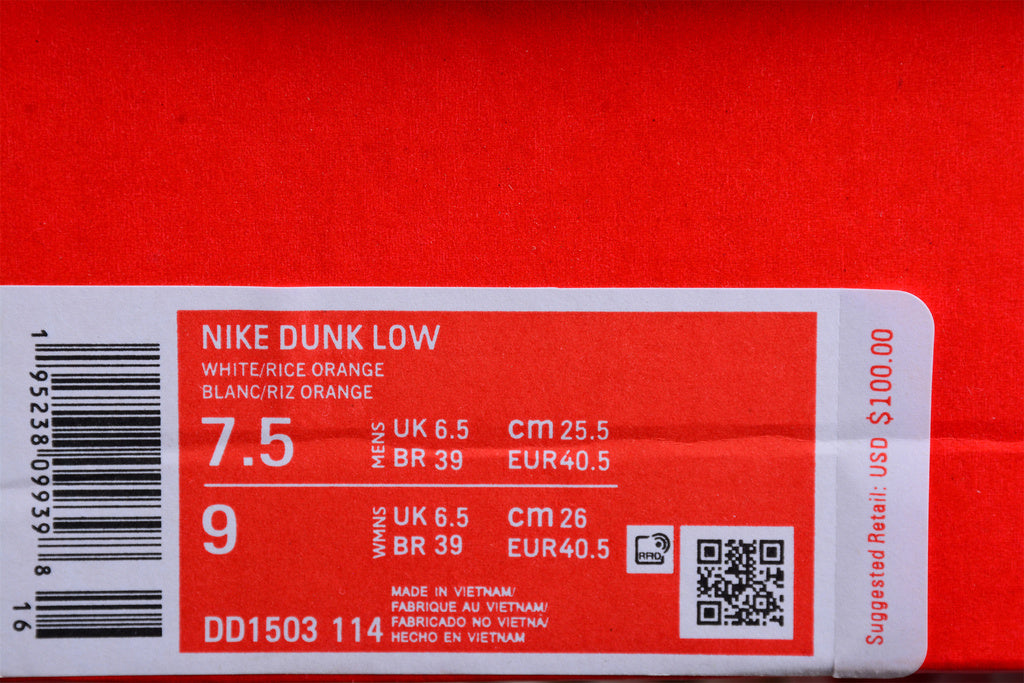 NIKE DUNK LOW
WHITE/RICE ORANGE
BLANC/RIZ ORANGE
7.5 MENS UK 6.5 cm 25.5
BR 39 EUR40.5
9 WMNS UK 6.5 cm 26
BR 39 EUR40.5
DD1503 114
MADE IN VIETNAM/
FABRIQUE AU VIETNAM/
FABRICADO NO VIETNA/
HECHO EN VIETNAM
1 95238 09939 8
16
Suggested Retail: USD $100.00